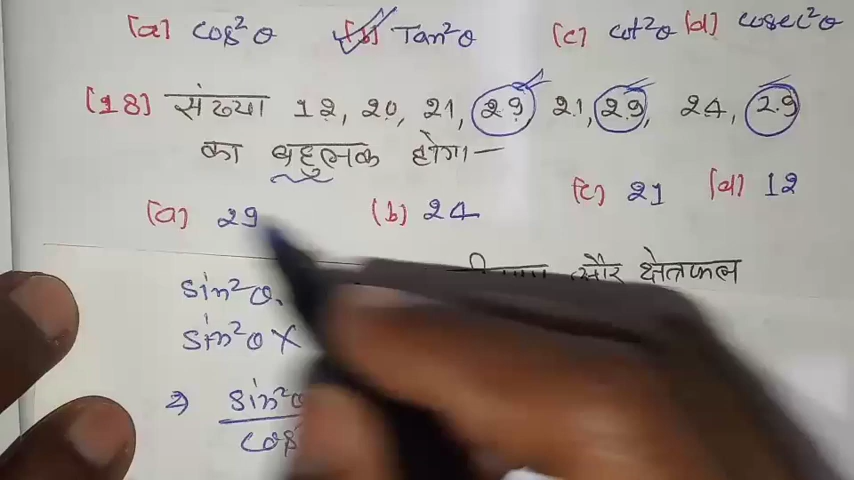 [a] cos²θ [b] Tan²θ [c] cot²θ [d] cosec²θ
[18] संख्या 12, 20, 21, 29, 21, 29, 24, 29
का बहुलक होगा—
[a] 29 (b) 24 [c] 21 [d] 12
और क्षेत्रफल
sin²θ.
sin²θ ×
⇒ sin²θ
cos